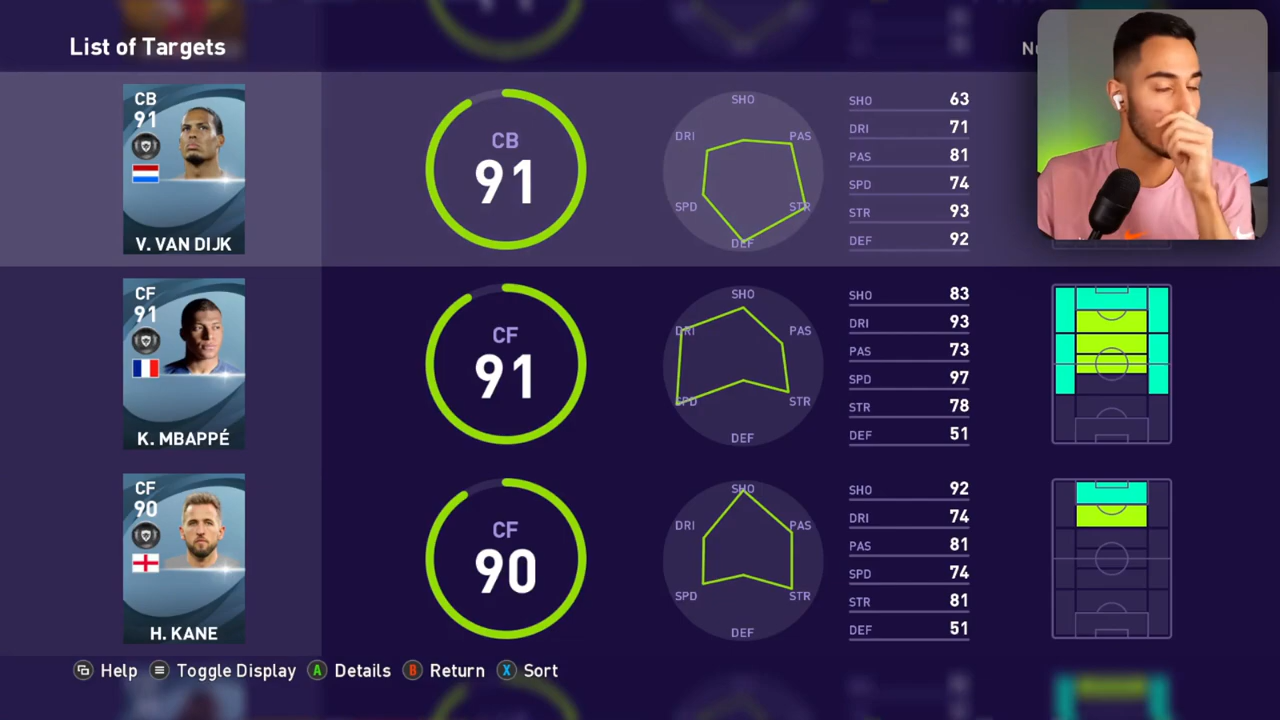 List of Targets
Nu
CB
91
V. VAN DIJK
CB
91
SHO
DRI
PAS
SPD
STR
DEF
SHO 63
DRI 71
PAS 81
SPD 74
STR 93
DEF 92
CF
91
K. MBAPPÉ
CF
91
SHO
DRI
PAS
SPD
STR
DEF
SHO 83
DRI 93
PAS 73
SPD 97
STR 78
DEF 51
CF
90
H. KANE
CF
90
SHO
DRI
PAS
SPD
STR
DEF
SHO 92
DRI 74
PAS 81
SPD 74
STR 81
DEF 51
Help Toggle Display A Details B Return X Sort